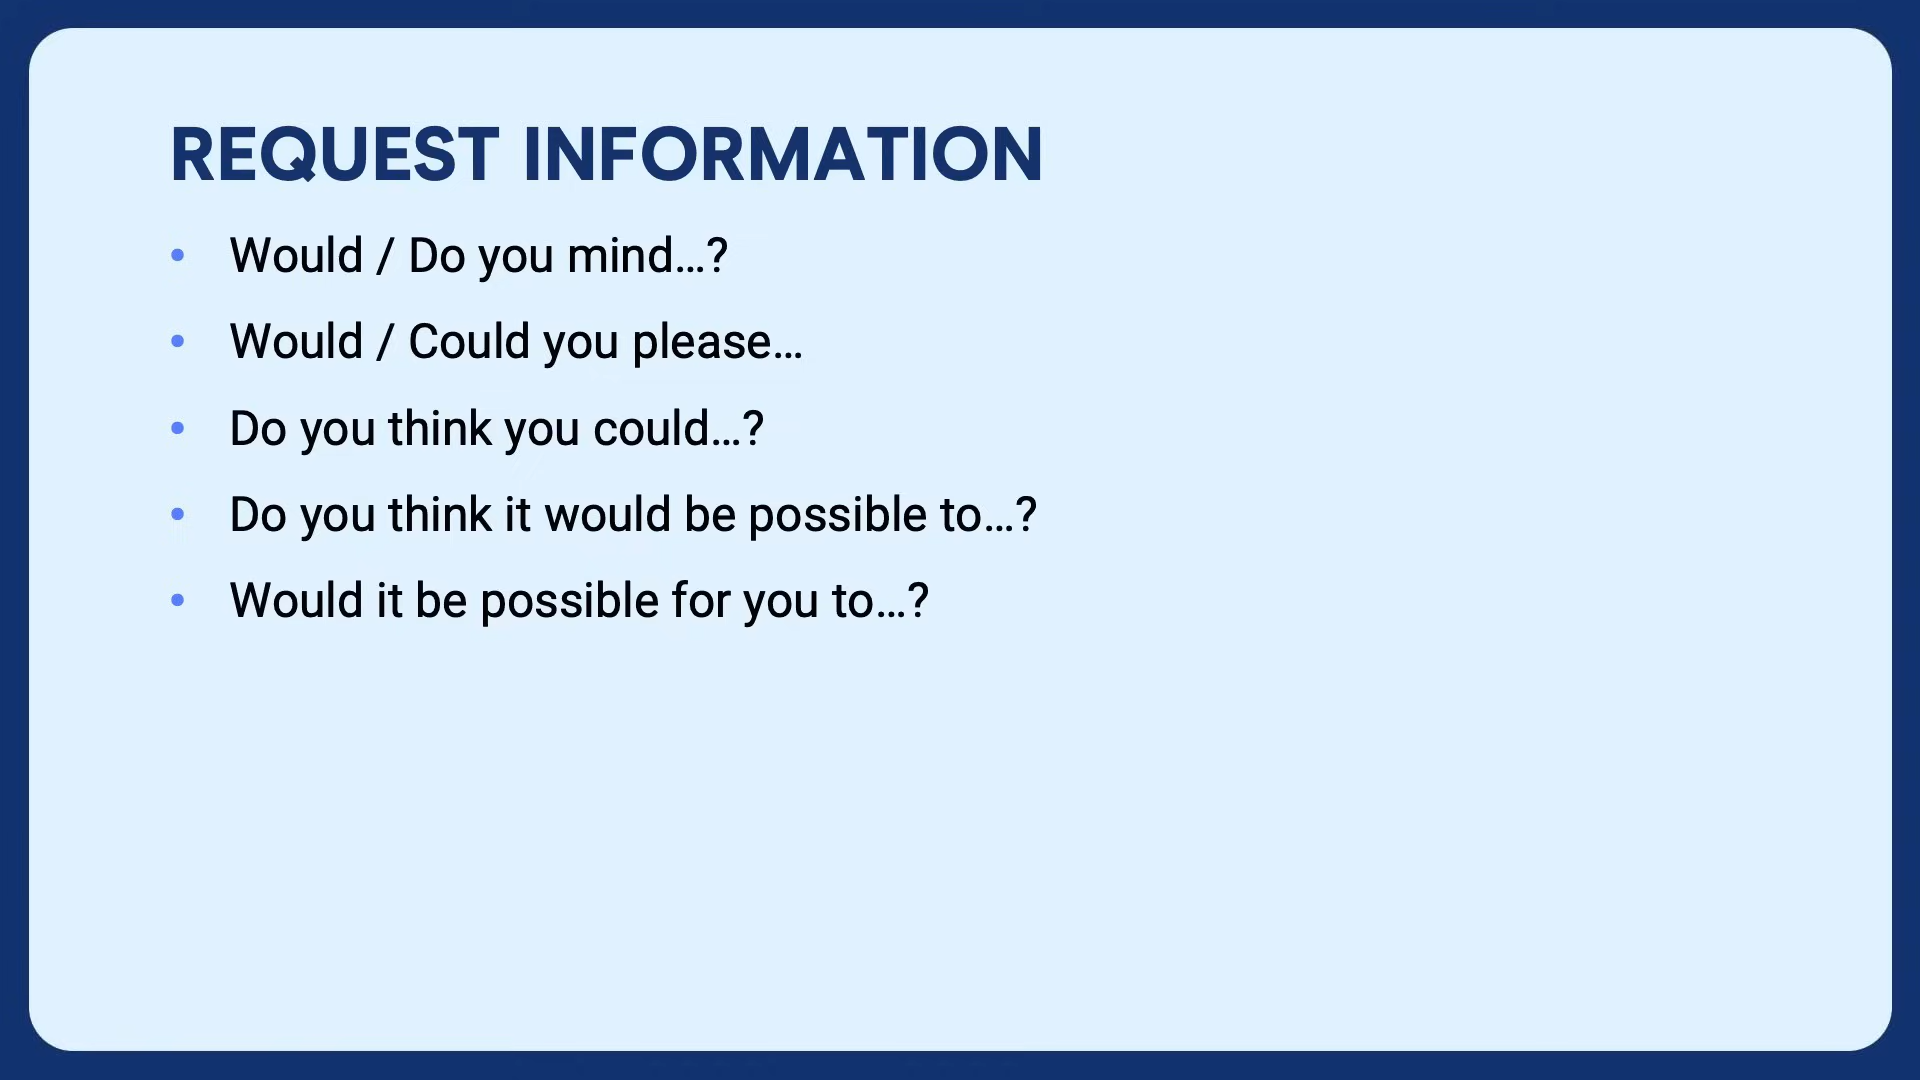 REQUEST INFORMATION
• Would / Do you mind…?
• Would / Could you please…
• Do you think you could…?
• Do you think it would be possible to…?
• Would it be possible for you to…?